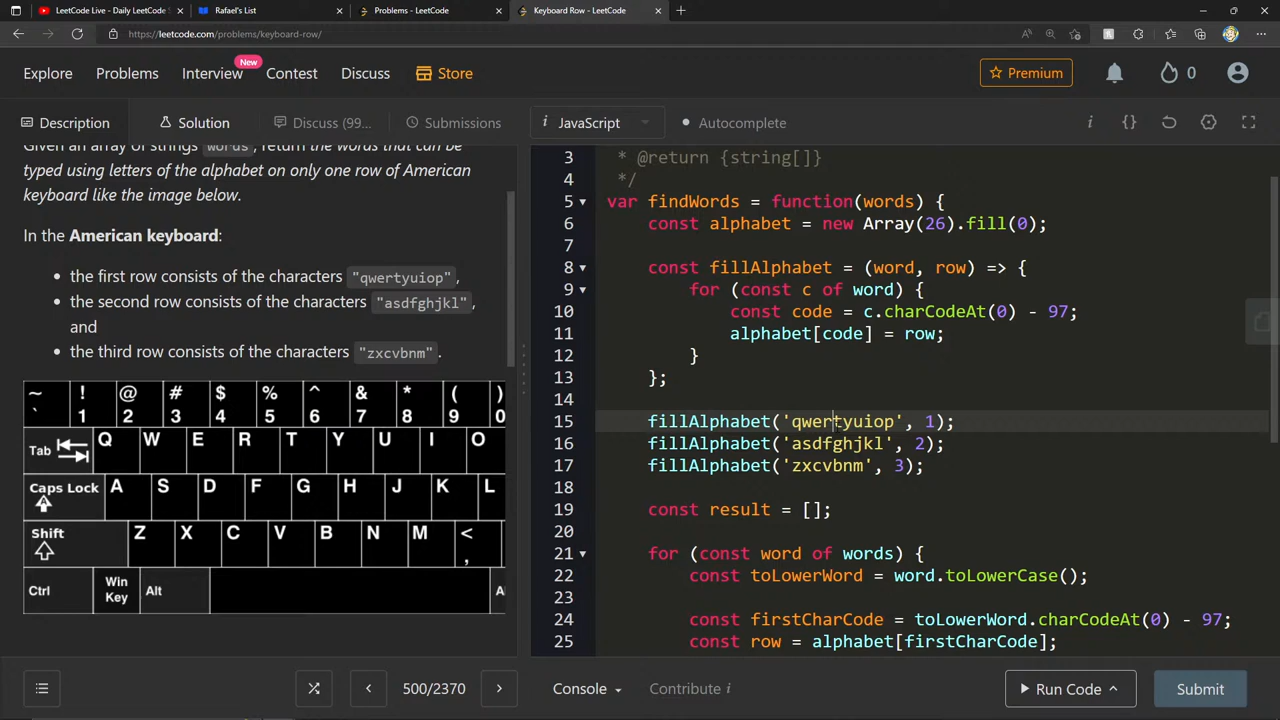 LeetCode Live - Daily LeetCode S
Rafael's List
Problems - LeetCode
Keyboard Row - LeetCode
https://leetcode.com/problems/keyboard-row/
Explore
Problems
Interview
New
Contest
Discuss
Store
Premium
0
Description
Solution
Discuss (99...
Submissions
i JavaScript
Autocomplete
Given an array of strings words, return the words that can be
typed using letters of the alphabet on only one row of American
keyboard like the image below.
In the American keyboard:
• the first row consists of the characters "qwertyuiop",
• the second row consists of the characters "asdfghjkl",
and
• the third row consists of the characters "zxcvbnm".
~ ! @ # $ % ^ & * ( )
` 1 2 3 4 5 6 7 8 9 0
Tab Q W E R T Y U I O
Caps Lock A S D F G H J K L
Shift Z X C V B N M < ,
Ctrl Win Key Alt Al
3 * @return {string[]}
4 */
5 var findWords = function(words) {
6 const alphabet = new Array(26).fill(0);
7
8 const fillAlphabet = (word, row) => {
9 for (const c of word) {
10 const code = c.charCodeAt(0) - 97;
11 alphabet[code] = row;
12 }
13 };
14
15 fillAlphabet('qwertyuiop', 1);
16 fillAlphabet('asdfghjkl', 2);
17 fillAlphabet('zxcvbnm', 3);
18
19 const result = [];
20
21 for (const word of words) {
22 const toLowerWord = word.toLowerCase();
23
24 const firstCharCode = toLowerWord.charCodeAt(0) - 97;
25 const row = alphabet[firstCharCode];
500/2370
Console
Contribute i
Run Code
Submit